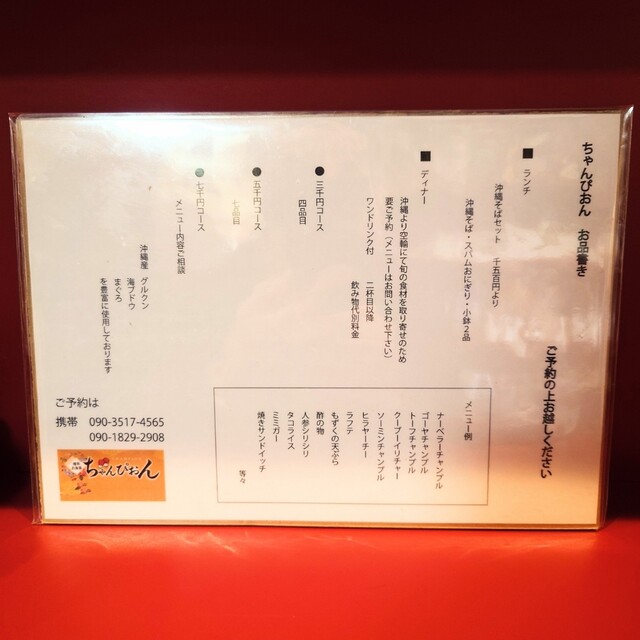 ちゃんぴおん　お品書き
ご予約の上お越しください
■ ランチ
沖縄そばセット　千五百円より
沖縄そば・スパムおにぎり・小鉢2品
■ ディナー
沖縄より空輸にて旬の食材を取り寄せのため
要ご予約（メニューはお問い合わせ下さい）
ワンドリンク付　二杯目以降
飲み物代別料金
●三千円コース
四品目
●五千円コース
七品目
●七千円コース
メニュー内容ご相談
沖縄産　グルクン
海ブドウ
まぐろ
を豊富に使用しております
メニュー例
ナーベラーチャンプル
ゴーヤチャンプル
トーフチャンプル
クーブーイリチャー
ソーミンチャンプル
ヒラヤーチー
ラフテ
もずくの天ぷら
酢の物
人参シリシリ
タコライス
ミミガー
焼きサンドイッチ
等々
ご予約は
携帯　090-3517-4565
090-1829-2908
ちゃんぴおん